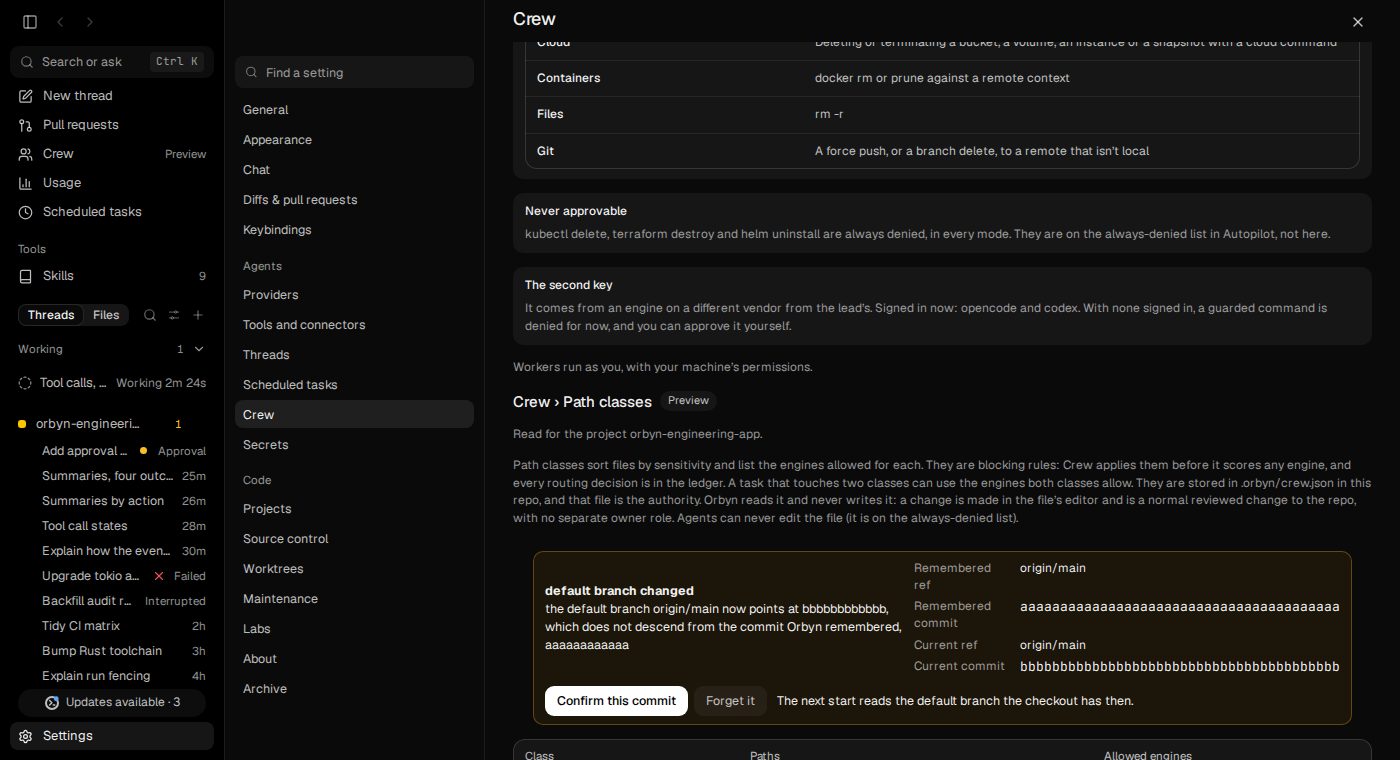 Search or ask Ctrl K
New thread
Pull requests
Crew Preview
Usage
Scheduled tasks
Tools
Skills 9
Threads Files
Working 1
Tool calls, ... Working 2m 24s
orbyn-engineeri... 1
Add approval ... Approval
Summaries, four outc... 25m
Summaries by action 26m
Tool call states 28m
Explain how the even... 30m
Upgrade tokio a... Failed
Backfill audit r... Interrupted
Tidy CI matrix 2h
Bump Rust toolchain 3h
Explain run fencing 4h
Updates available · 3
Settings
Find a setting
General
Appearance
Chat
Diffs & pull requests
Keybindings
Agents
Providers
Tools and connectors
Threads
Scheduled tasks
Crew
Secrets
Code
Projects
Source control
Worktrees
Maintenance
Labs
About
Archive
Crew
Cloud Deleting or terminating a bucket, a volume, an instance or a snapshot with a cloud command
Containers docker rm or prune against a remote context
Files rm -r
Git A force push, or a branch delete, to a remote that isn't local
Never approvable
kubectl delete, terraform destroy and helm uninstall are always denied, in every mode. They are on the always-denied list in Autopilot, not here.
The second key
It comes from an engine on a different vendor from the lead's. Signed in now: opencode and codex. With none signed in, a guarded command is
denied for now, and you can approve it yourself.
Workers run as you, with your machine's permissions.
Crew › Path classes Preview
Read for the project orbyn-engineering-app.
Path classes sort files by sensitivity and list the engines allowed for each. They are blocking rules: Crew applies them before it scores any engine, and
every routing decision is in the ledger. A task that touches two classes can use the engines both classes allow. They are stored in .orbyn/crew.json in this
repo, and that file is the authority. Orbyn reads it and never writes it: a change is made in the file's editor and is a normal reviewed change to the repo,
with no separate owner role. Agents can never edit the file (it is on the always-denied list).
default branch changed
the default branch origin/main now points at bbbbbbbbbbbb,
which does not descend from the commit Orbyn remembered,
aaaaaaaaaaaa
Remembered ref origin/main
Remembered commit aaaaaaaaaaaaaaaaaaaaaaaaaaaaaaaaaaaaaaaa
Current ref origin/main
Current commit bbbbbbbbbbbbbbbbbbbbbbbbbbbbbbbbbbbbbbbb
Confirm this commit Forget it The next start reads the default branch the checkout has then.
Class Paths Allowed engines